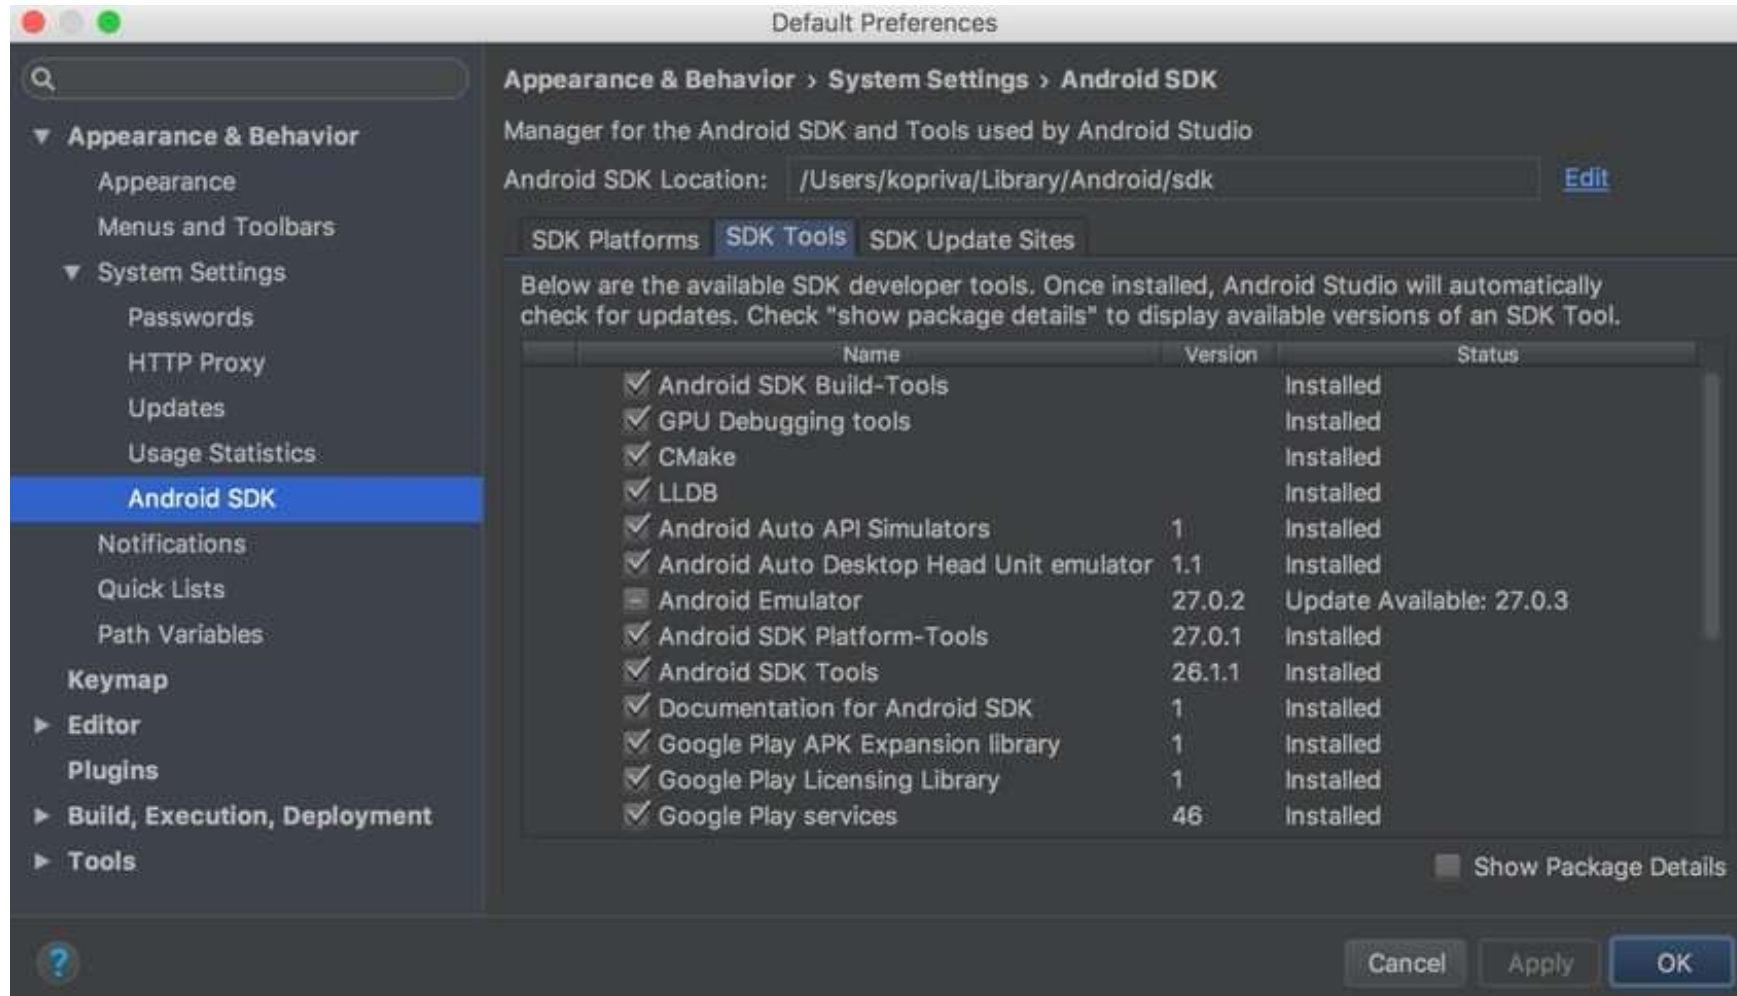 Default Preferences
Appearance & Behavior
Appearance
Menus and Toolbars
System Settings
Passwords
HTTP Proxy
Updates
Usage Statistics
Android SDK
Notifications
Quick Lists
Path Variables
Keymap
Editor
Plugins
Build, Execution, Deployment
Tools
Appearance & Behavior › System Settings › Android SDK
Manager for the Android SDK and Tools used by Android Studio
Android SDK Location: /Users/kopriva/Library/Android/sdk Edit
SDK Platforms SDK Tools SDK Update Sites
Below are the available SDK developer tools. Once installed, Android Studio will automatically
check for updates. Check "show package details" to display available versions of an SDK Tool.
Name Version Status
Android SDK Build-Tools Installed
GPU Debugging tools Installed
CMake Installed
LLDB Installed
Android Auto API Simulators 1 Installed
Android Auto Desktop Head Unit emulator 1.1 Installed
Android Emulator 27.0.2 Update Available: 27.0.3
Android SDK Platform-Tools 27.0.1 Installed
Android SDK Tools 26.1.1 Installed
Documentation for Android SDK 1 Installed
Google Play APK Expansion library 1 Installed
Google Play Licensing Library 1 Installed
Google Play services 46 Installed
Show Package Details
? Cancel Apply OK